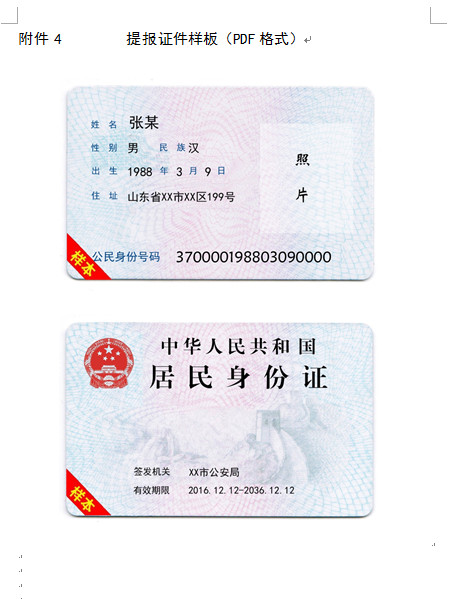 附件4 提报证件样板（PDF格式）
姓名 张某
性别 男 民族 汉
出生 1988 年 3 月 9 日
住址 山东省XX市XX区199号
照
片
样本
公民身份号码 370000198803090000
中华人民共和国
居民身份证
签发机关 XX市公安局
有效期限 2016.12.12-2036.12.12
样本